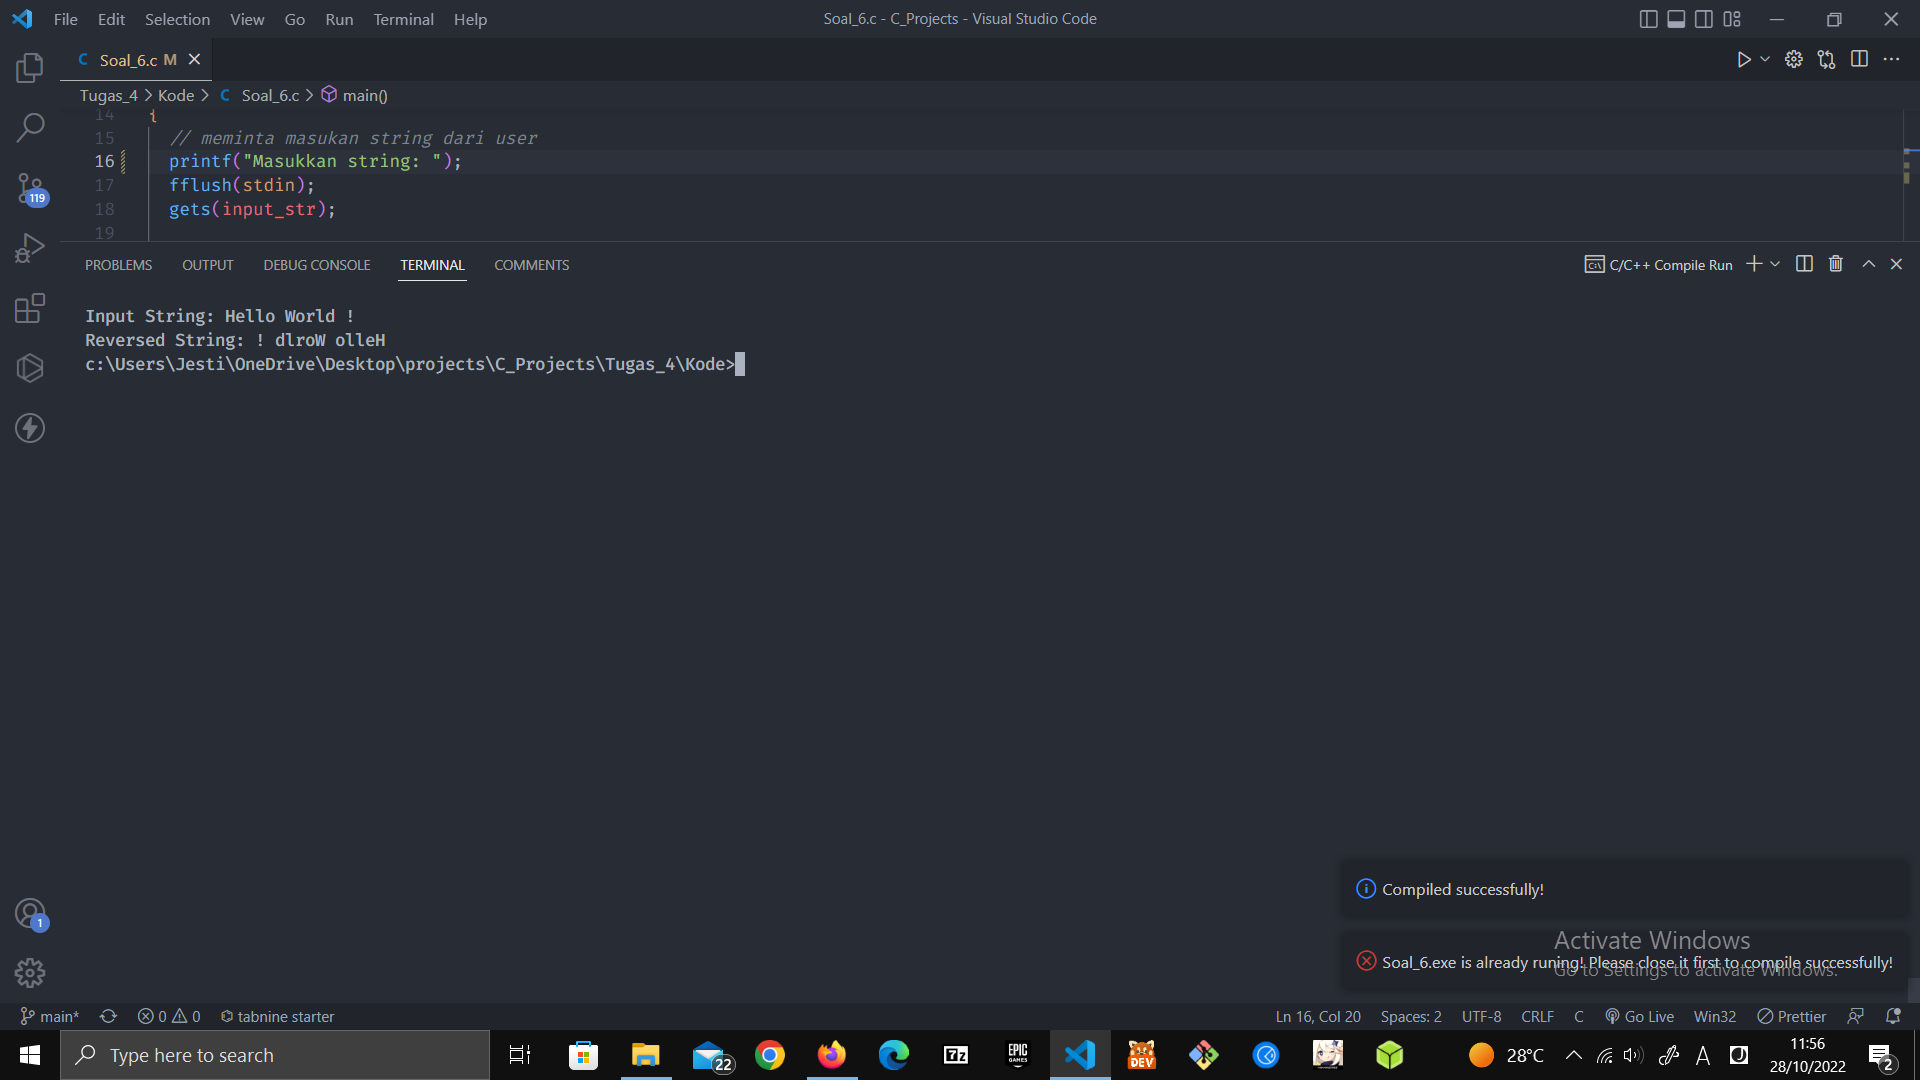 File Edit Selection View Go Run Terminal Help
Soal_6.c - C_Projects - Visual Studio Code
C Soal_6.c M
Tugas_4 > Kode > C Soal_6.c > main()
14 {
15 // meminta masukan string dari user
16 printf("Masukkan string: ");
17 fflush(stdin);
18 gets(input_str);
19
119
PROBLEMS OUTPUT DEBUG CONSOLE TERMINAL COMMENTS
C/C++ Compile Run
Input String: Hello World !
Reversed String: ! dlroW olleH
c:\Users\Jesti\OneDrive\Desktop\projects\C_Projects\Tugas_4\Kode>
1
Compiled successfully!
Activate Windows
Go to Settings to activate Windows.
Soal_6.exe is already runing! Please close it first to compile successfully!
main* 0 0 tabnine starter
Ln 16, Col 20 Spaces: 2 UTF-8 CRLF C Go Live Win32 Prettier
Type here to search
22
7z
EPIC GAMES
DEV
28°C
A
11:56
28/10/2022
2